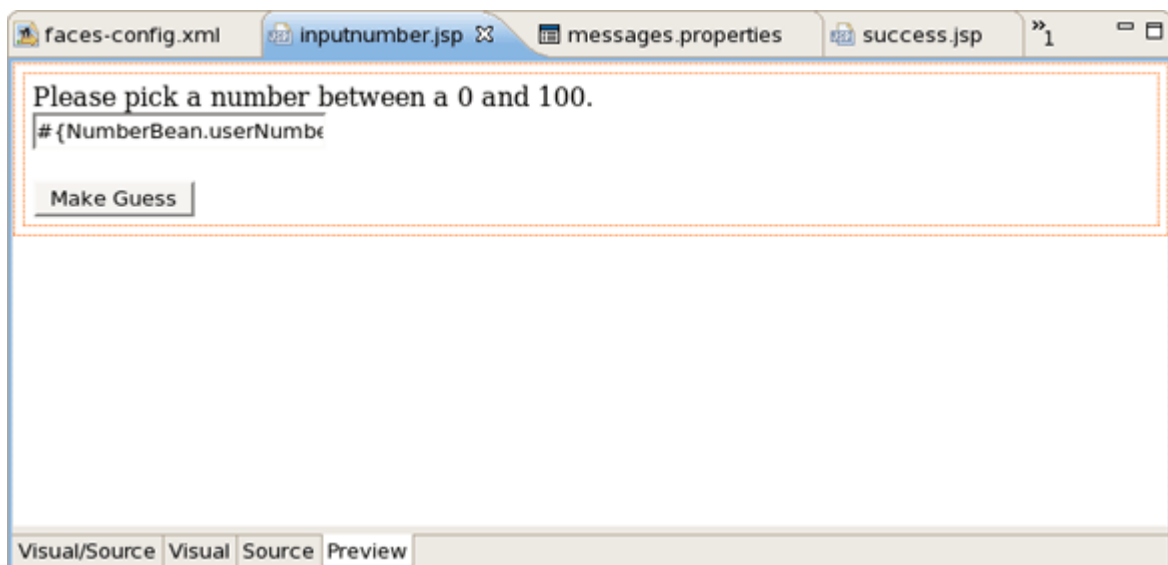 faces-config.xml inputnumber.jsp messages.properties success.jsp »1
Please pick a number between a 0 and 100.
#{NumberBean.userNumbe
Make Guess
Visual/Source Visual Source Preview